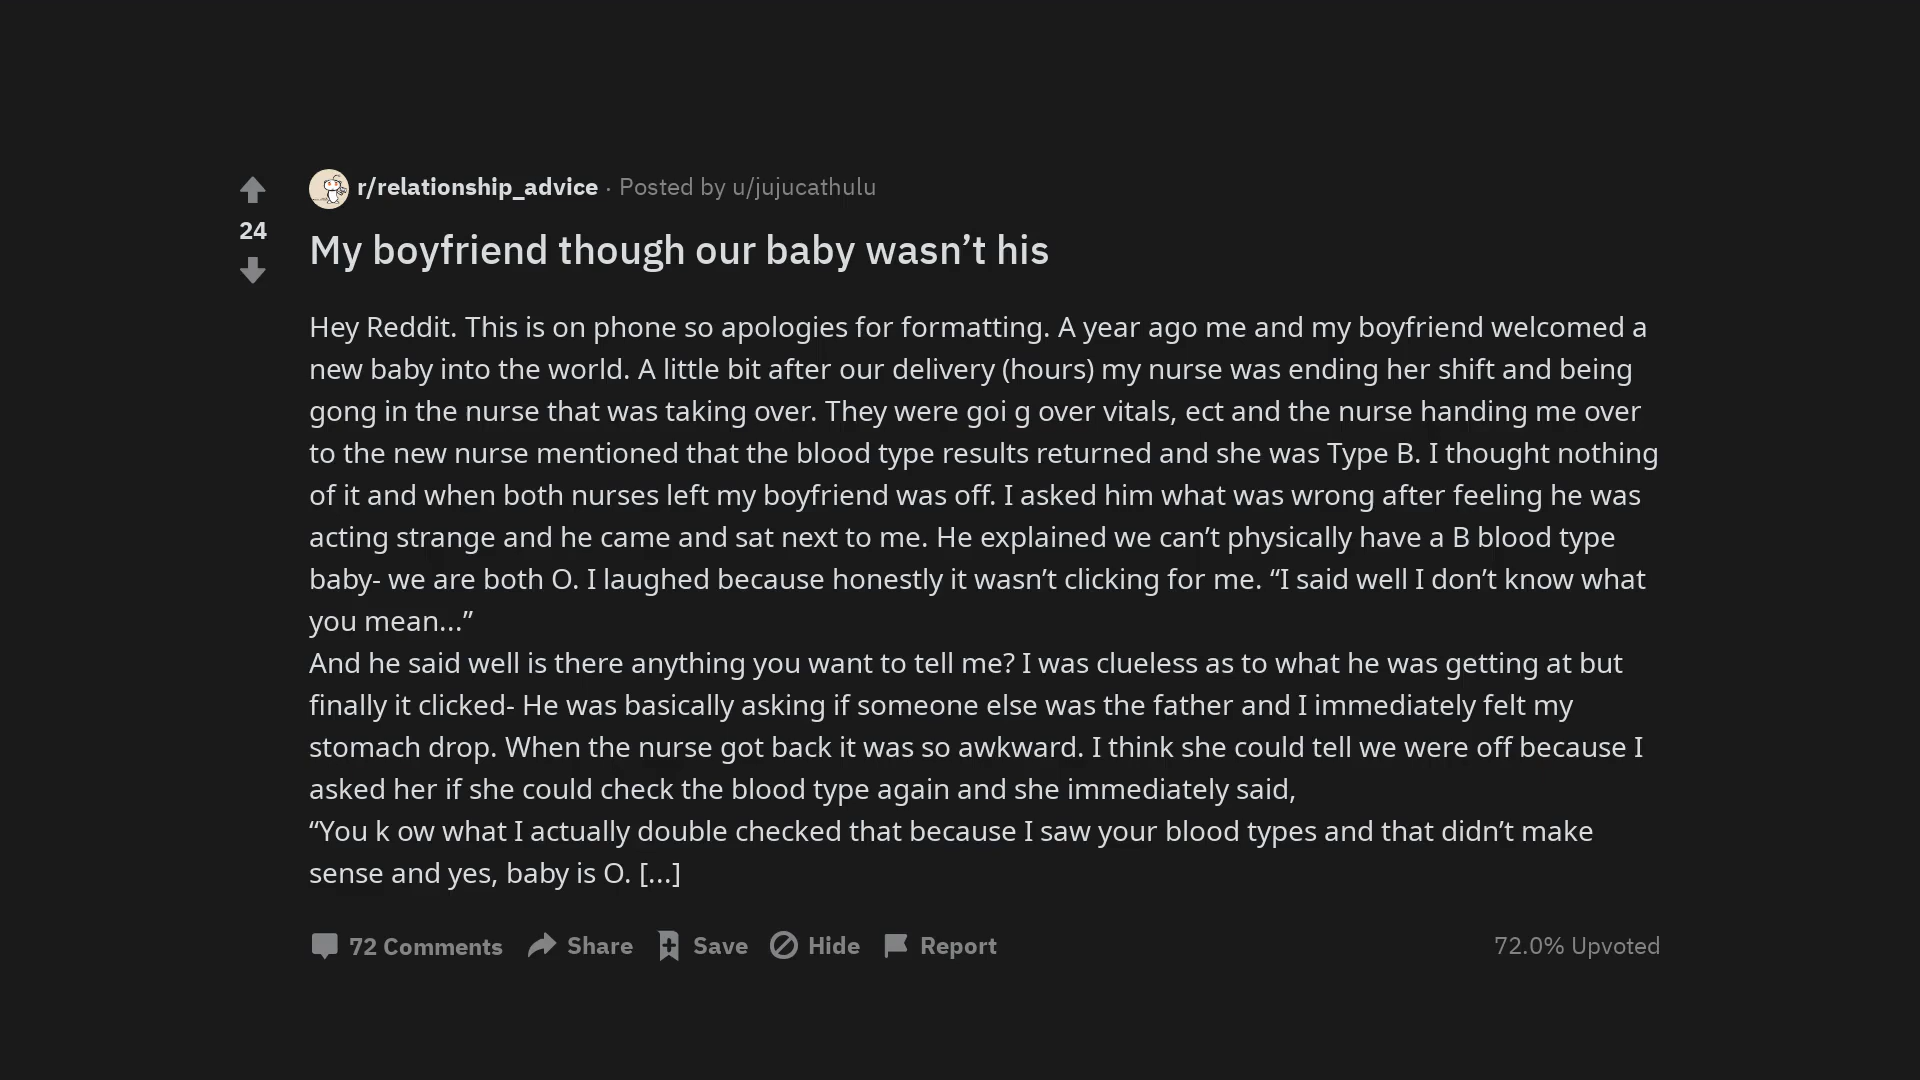 r/relationship_advice · Posted by u/jujucathulu
24
My boyfriend though our baby wasn’t his
Hey Reddit. This is on phone so apologies for formatting. A year ago me and my boyfriend welcomed a
new baby into the world. A little bit after our delivery (hours) my nurse was ending her shift and being
gong in the nurse that was taking over. They were goi g over vitals, ect and the nurse handing me over
to the new nurse mentioned that the blood type results returned and she was Type B. I thought nothing
of it and when both nurses left my boyfriend was off. I asked him what was wrong after feeling he was
acting strange and he came and sat next to me. He explained we can’t physically have a B blood type
baby- we are both O. I laughed because honestly it wasn’t clicking for me. “I said well I don’t know what
you mean...”
And he said well is there anything you want to tell me? I was clueless as to what he was getting at but
finally it clicked- He was basically asking if someone else was the father and I immediately felt my
stomach drop. When the nurse got back it was so awkward. I think she could tell we were off because I
asked her if she could check the blood type again and she immediately said,
“You k ow what I actually double checked that because I saw your blood types and that didn’t make
sense and yes, baby is O. [...]
72 Comments Share Save Hide Report 72.0% Upvoted